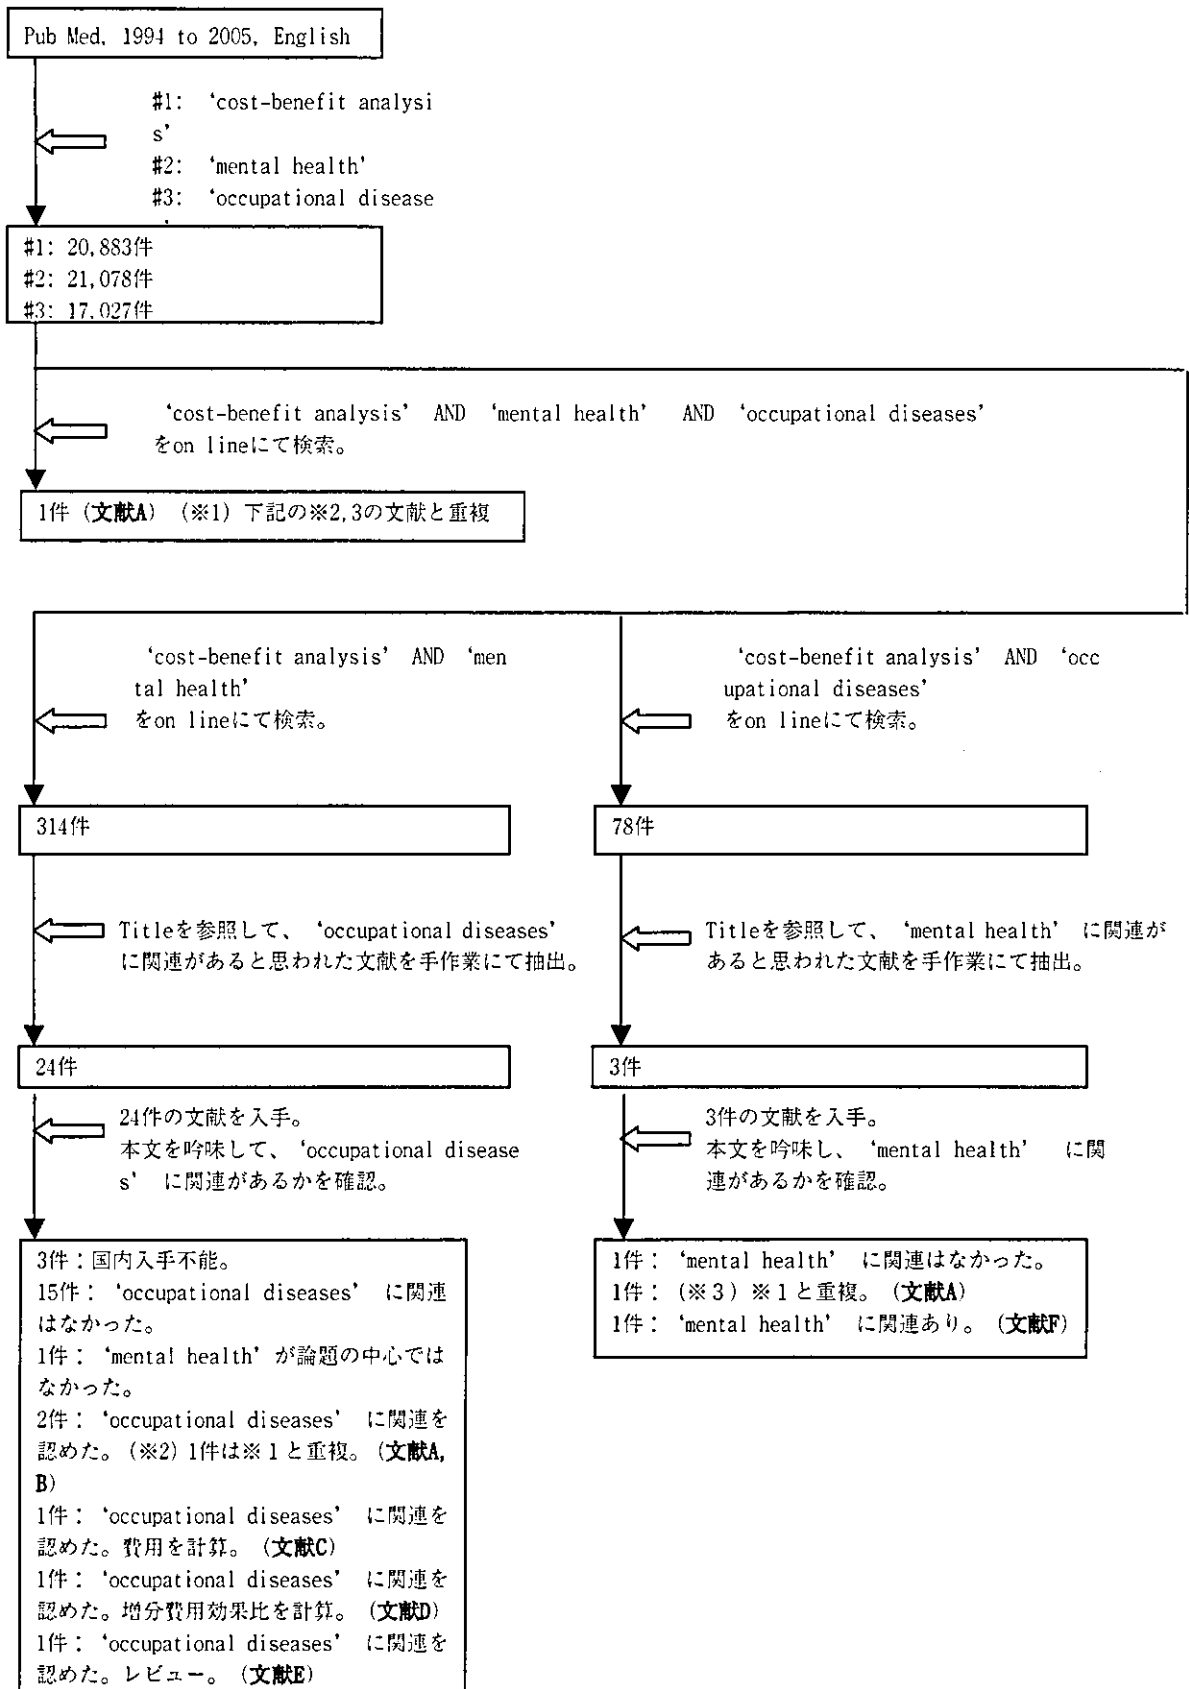 Pub Med, 1994 to 2005, English
#1: ‘cost-benefit analysi
s’
#2: ‘mental health’
#3: ‘occupational disease
#1: 20,883件
#2: 21,078件
#3: 17,027件
‘cost-benefit analysis’ AND ‘mental health’ AND ‘occupational diseases’
をon lineにて検索。
1件（文献A）（※1）下記の※2,3の文献と重複
‘cost-benefit analysis’ AND ‘men
tal health’
をon lineにて検索。
‘cost-benefit analysis’ AND ‘occ
upational diseases’
をon lineにて検索。
314件
78件
Titleを参照して、‘occupational diseases’
に関連があると思われた文献を手作業にて抽出。
Titleを参照して、‘mental health’ に関連が
あると思われた文献を手作業にて抽出。
24件
3件
24件の文献を入手。
本文を吟味して、‘occupational disease
s’ に関連があるかを確認。
3件の文献を入手。
本文を吟味し、‘mental health’ に関
連があるかを確認。
3件：国内入手不能。
15件：‘occupational diseases’ に関連
はなかった。
1件：‘mental health’が論題の中心では
なかった。
2件：‘occupational diseases’ に関連を
認めた。(※2) 1件は※１と重複。（文献A,
B）
1件：‘occupational diseases’ に関連を
認めた。費用を計算。（文献C）
1件：‘occupational diseases’ に関連を
認めた。増分費用効果比を計算。（文献D）
1件：‘occupational diseases’ に関連を
認めた。レビュー。（文献E）
1件：‘mental health’ に関連はなかった。
1件：(※３) ※１と重複。（文献A）
1件：‘mental health’ に関連あり。（文献F）